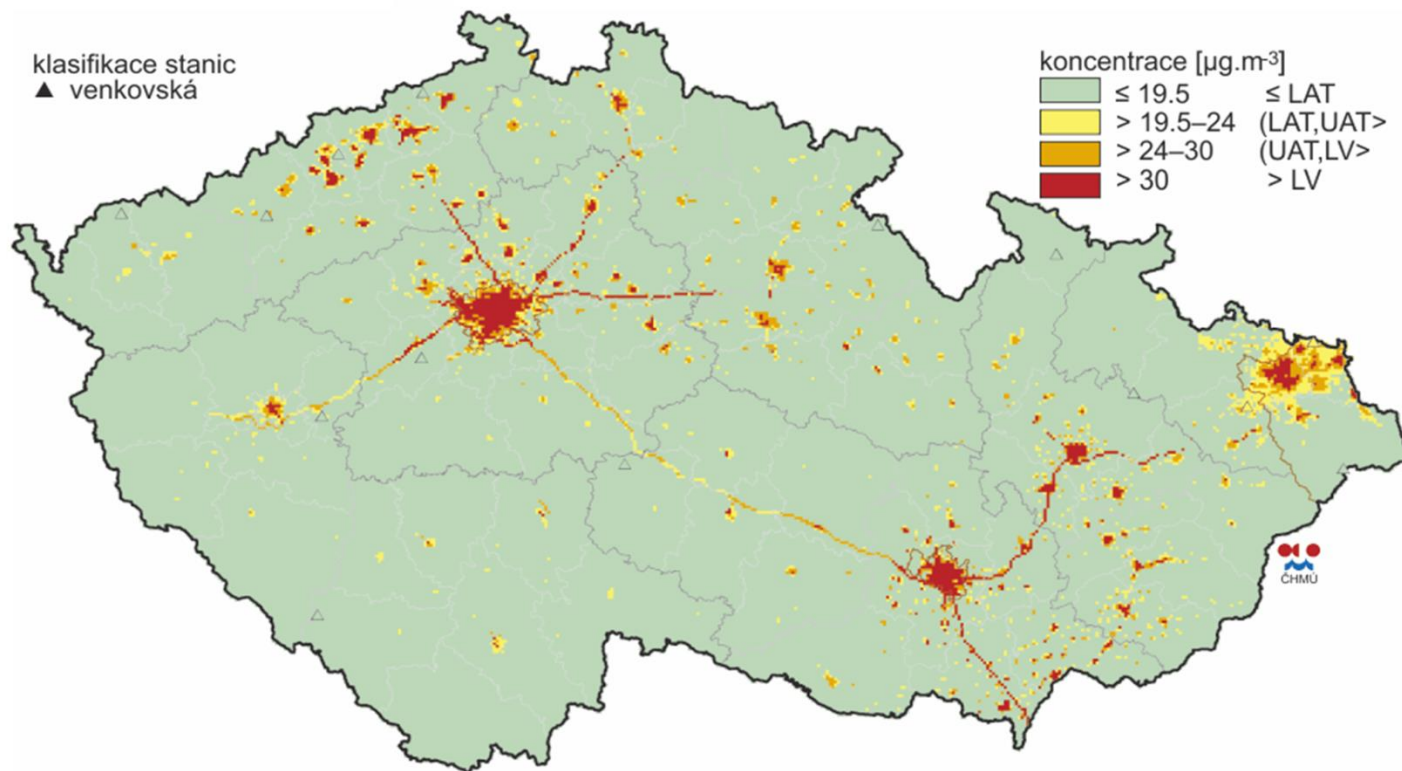 klasifikace stanic
▲ venkovská
koncentrace [µg.m⁻³]
≤ 19.5 ≤ LAT
> 19.5–24 (LAT,UAT>
> 24–30 (UAT,LV>
> 30 > LV
ČHMÚ